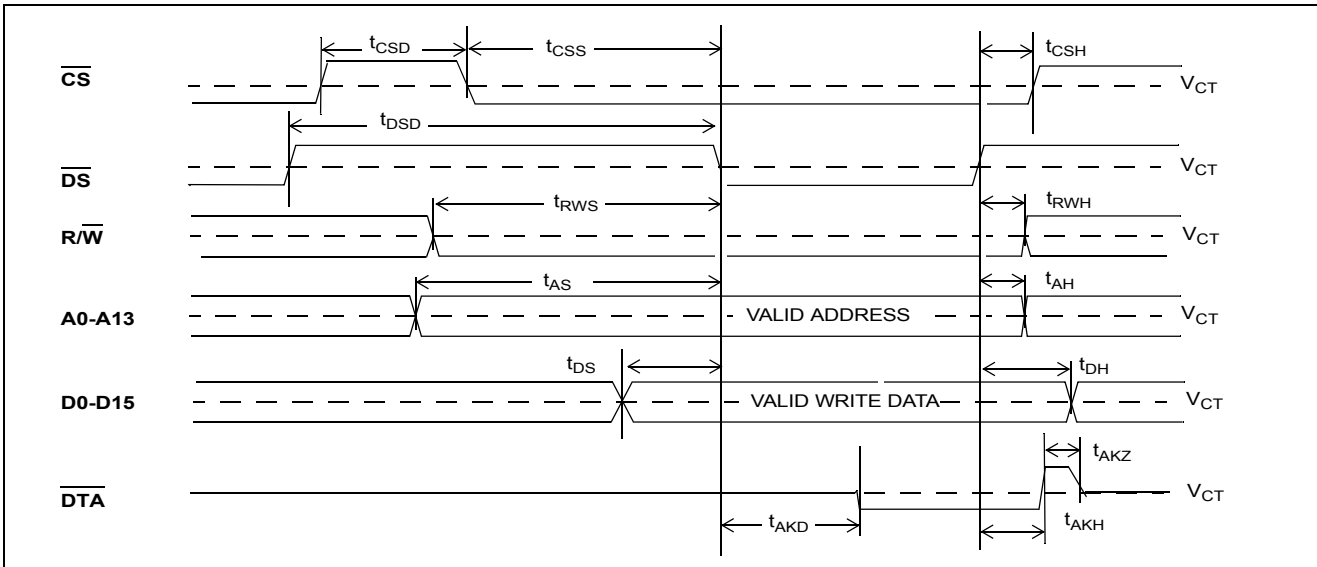 tCSD tCSS tCSH
CS VCT
tDSD
DS VCT
tRWS tRWH
R/W VCT
tAS tAH
A0-A13 VALID ADDRESS VCT
tDS tDH
D0-D15 VALID WRITE DATA VCT
tAKZ
DTA VCT
tAKD tAKH